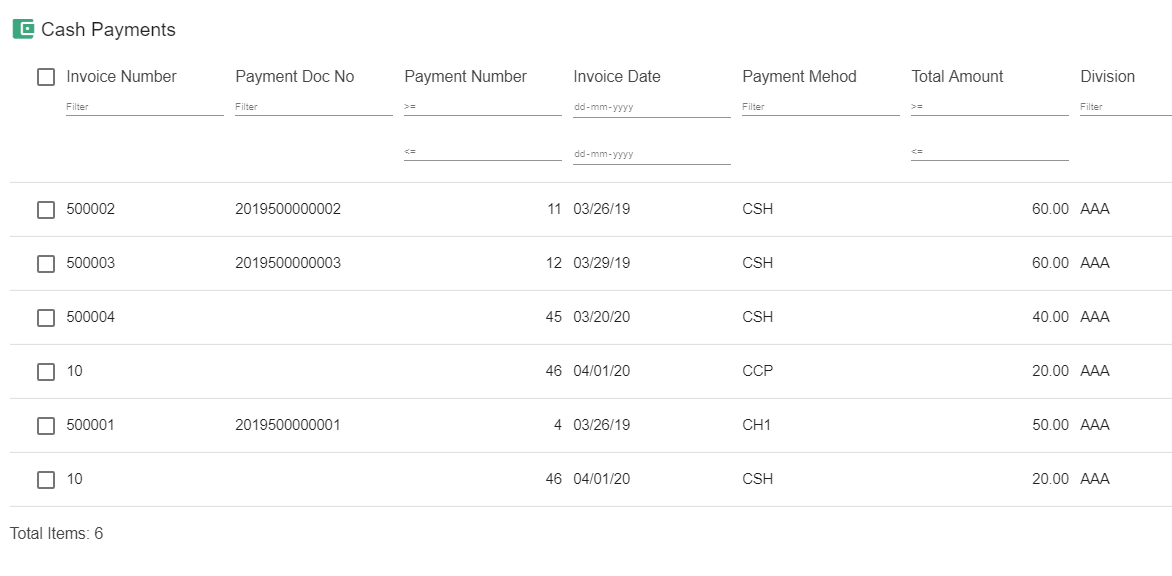 Cash Payments
Invoice Number Payment Doc No Payment Number Invoice Date Payment Mehod Total Amount Division
Filter Filter >= dd-mm-yyyy Filter >= Filter
<= dd-mm-yyyy <=
500002 2019500000002 11 03/26/19 CSH 60.00 AAA
500003 2019500000003 12 03/29/19 CSH 60.00 AAA
500004 45 03/20/20 CSH 40.00 AAA
10 46 04/01/20 CCP 20.00 AAA
500001 2019500000001 4 03/26/19 CH1 50.00 AAA
10 46 04/01/20 CSH 20.00 AAA
Total Items: 6